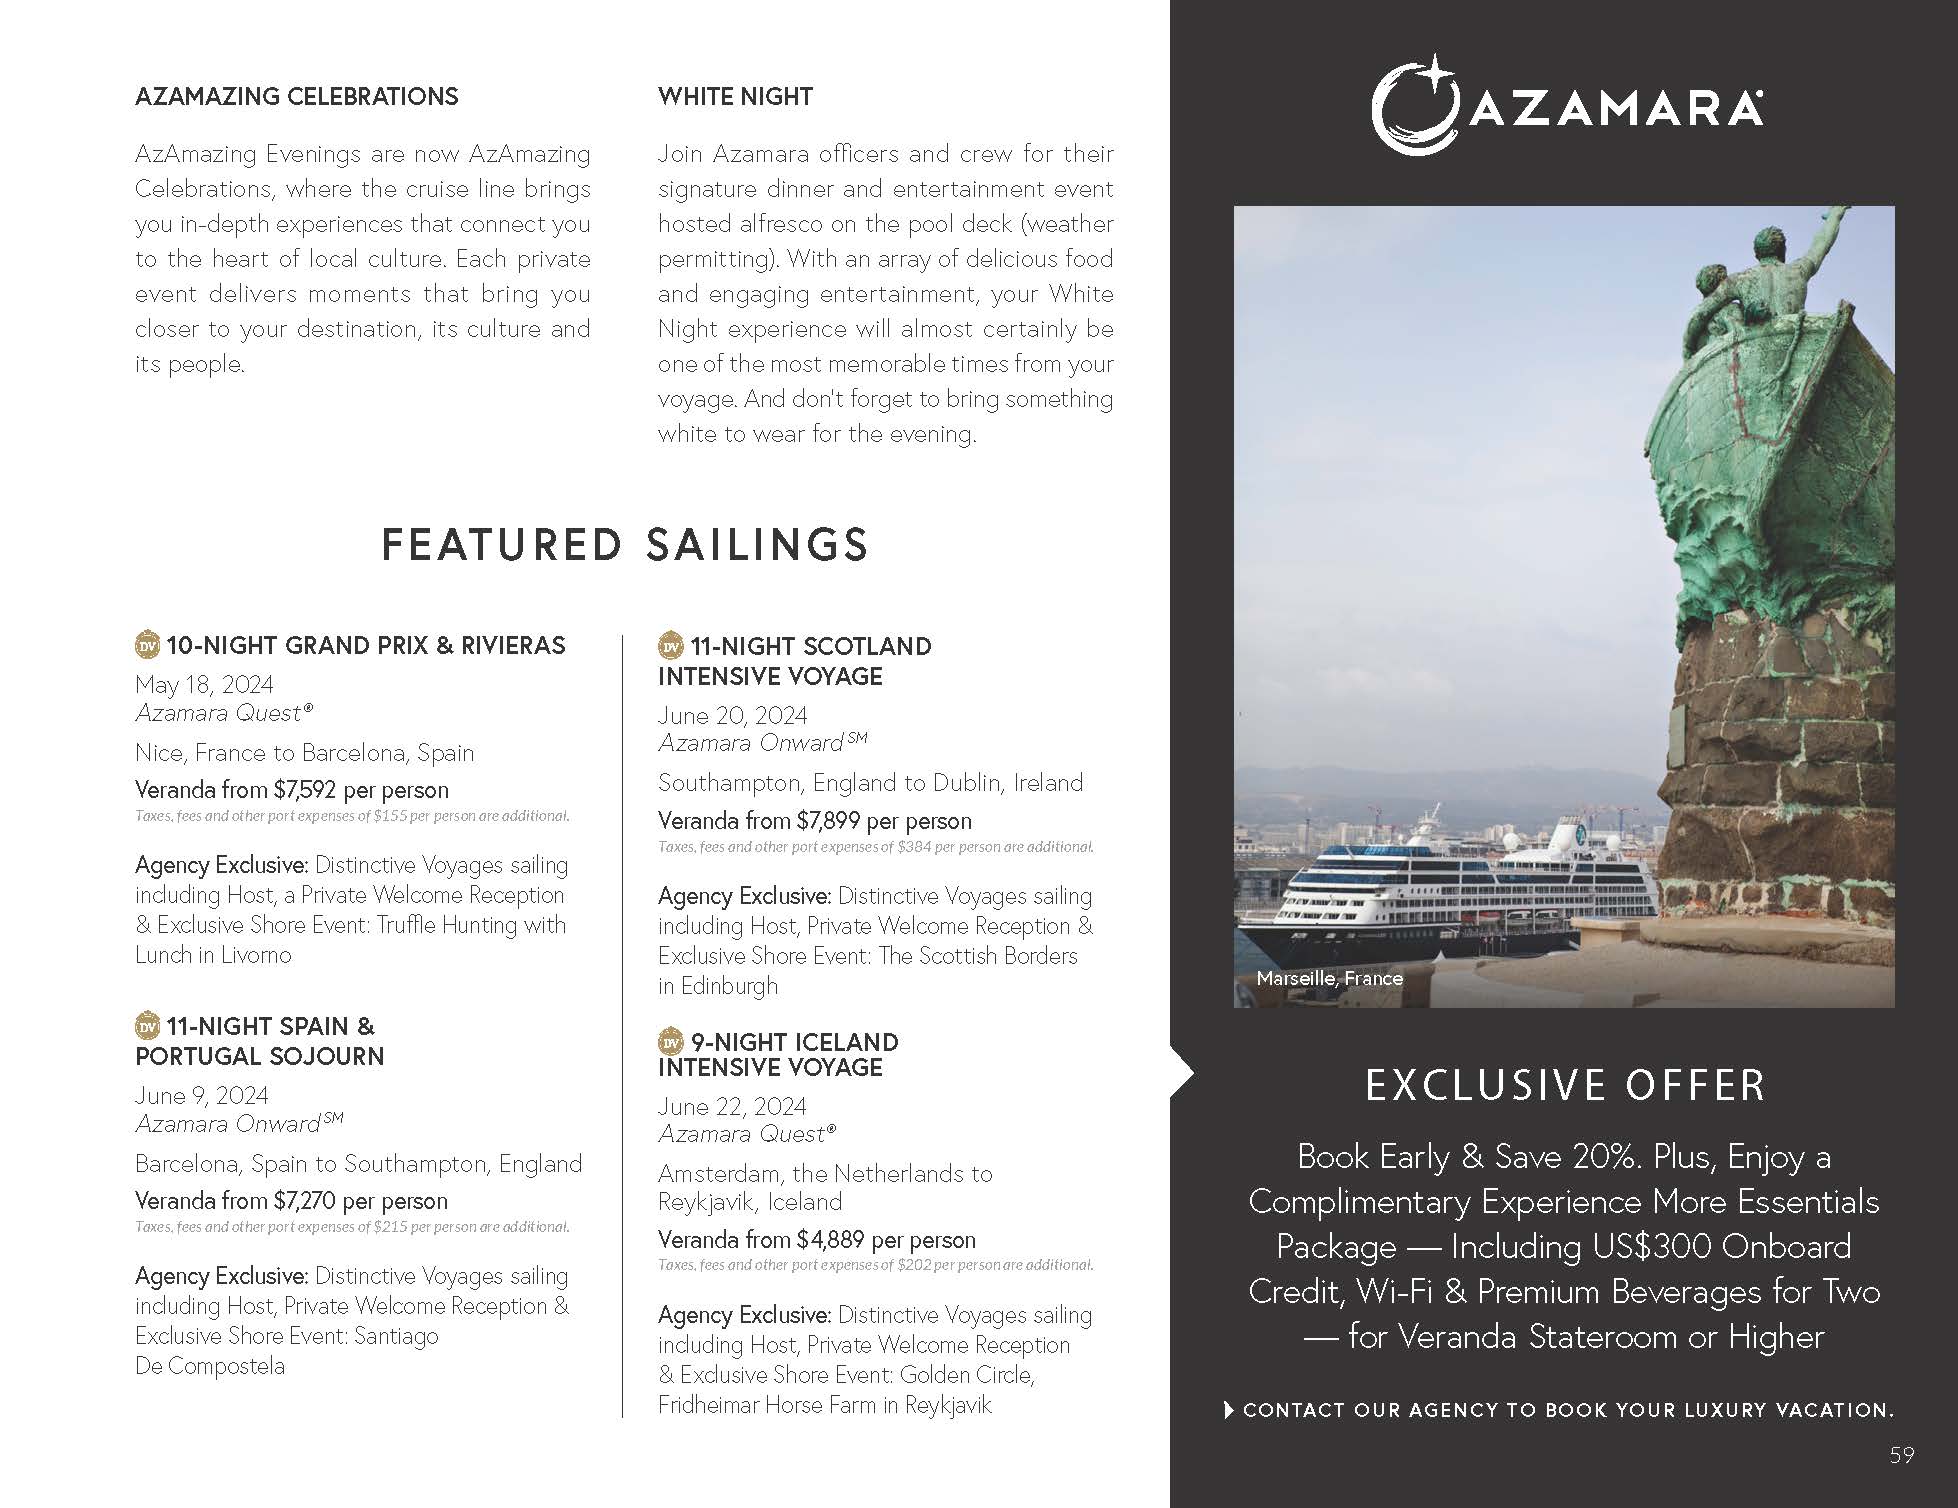 AZAMAZING CELEBRATIONS
AzAmazing Evenings are now AzAmazing
Celebrations, where the cruise line brings
you in-depth experiences that connect you
to the heart of local culture. Each private
event delivers moments that bring you
closer to your destination, its culture and
its people.
WHITE NIGHT
Join Azamara officers and crew for their
signature dinner and entertainment event
hosted alfresco on the pool deck (weather
permitting). With an array of delicious food
and engaging entertainment, your White
Night experience will almost certainly be
one of the most memorable times from your
voyage. And don't forget to bring something
white to wear for the evening.
FEATURED SAILINGS
DV 10-NIGHT GRAND PRIX & RIVIERAS
May 18, 2024
Azamara Quest®
Nice, France to Barcelona, Spain
Veranda from $7,592 per person
Taxes, fees and other port expenses of $155 per person are additional.
Agency Exclusive: Distinctive Voyages sailing
including Host, a Private Welcome Reception
& Exclusive Shore Event: Truffle Hunting with
Lunch in Livorno
DV 11-NIGHT SPAIN &
PORTUGAL SOJOURN
June 9, 2024
Azamara Onward℠
Barcelona, Spain to Southampton, England
Veranda from $7,270 per person
Taxes, fees and other port expenses of $215 per person are additional.
Agency Exclusive: Distinctive Voyages sailing
including Host, Private Welcome Reception &
Exclusive Shore Event: Santiago
De Compostela
DV 11-NIGHT SCOTLAND
INTENSIVE VOYAGE
June 20, 2024
Azamara Onward℠
Southampton, England to Dublin, Ireland
Veranda from $7,899 per person
Taxes, fees and other port expenses of $384 per person are additional.
Agency Exclusive: Distinctive Voyages sailing
including Host, Private Welcome Reception &
Exclusive Shore Event: The Scottish Borders
in Edinburgh
DV 9-NIGHT ICELAND
INTENSIVE VOYAGE
June 22, 2024
Azamara Quest®
Amsterdam, the Netherlands to
Reykjavik, Iceland
Veranda from $4,889 per person
Taxes, fees and other port expenses of $202 per person are additional.
Agency Exclusive: Distinctive Voyages sailing
including Host, Private Welcome Reception
& Exclusive Shore Event: Golden Circle,
Fridheimar Horse Farm in Reykjavik
AZAMARA
Marseille, France
EXCLUSIVE OFFER
Book Early & Save 20%. Plus, Enjoy a
Complimentary Experience More Essentials
Package — Including US$300 Onboard
Credit, Wi-Fi & Premium Beverages for Two
— for Veranda Stateroom or Higher
CONTACT OUR AGENCY TO BOOK YOUR LUXURY VACATION.
59